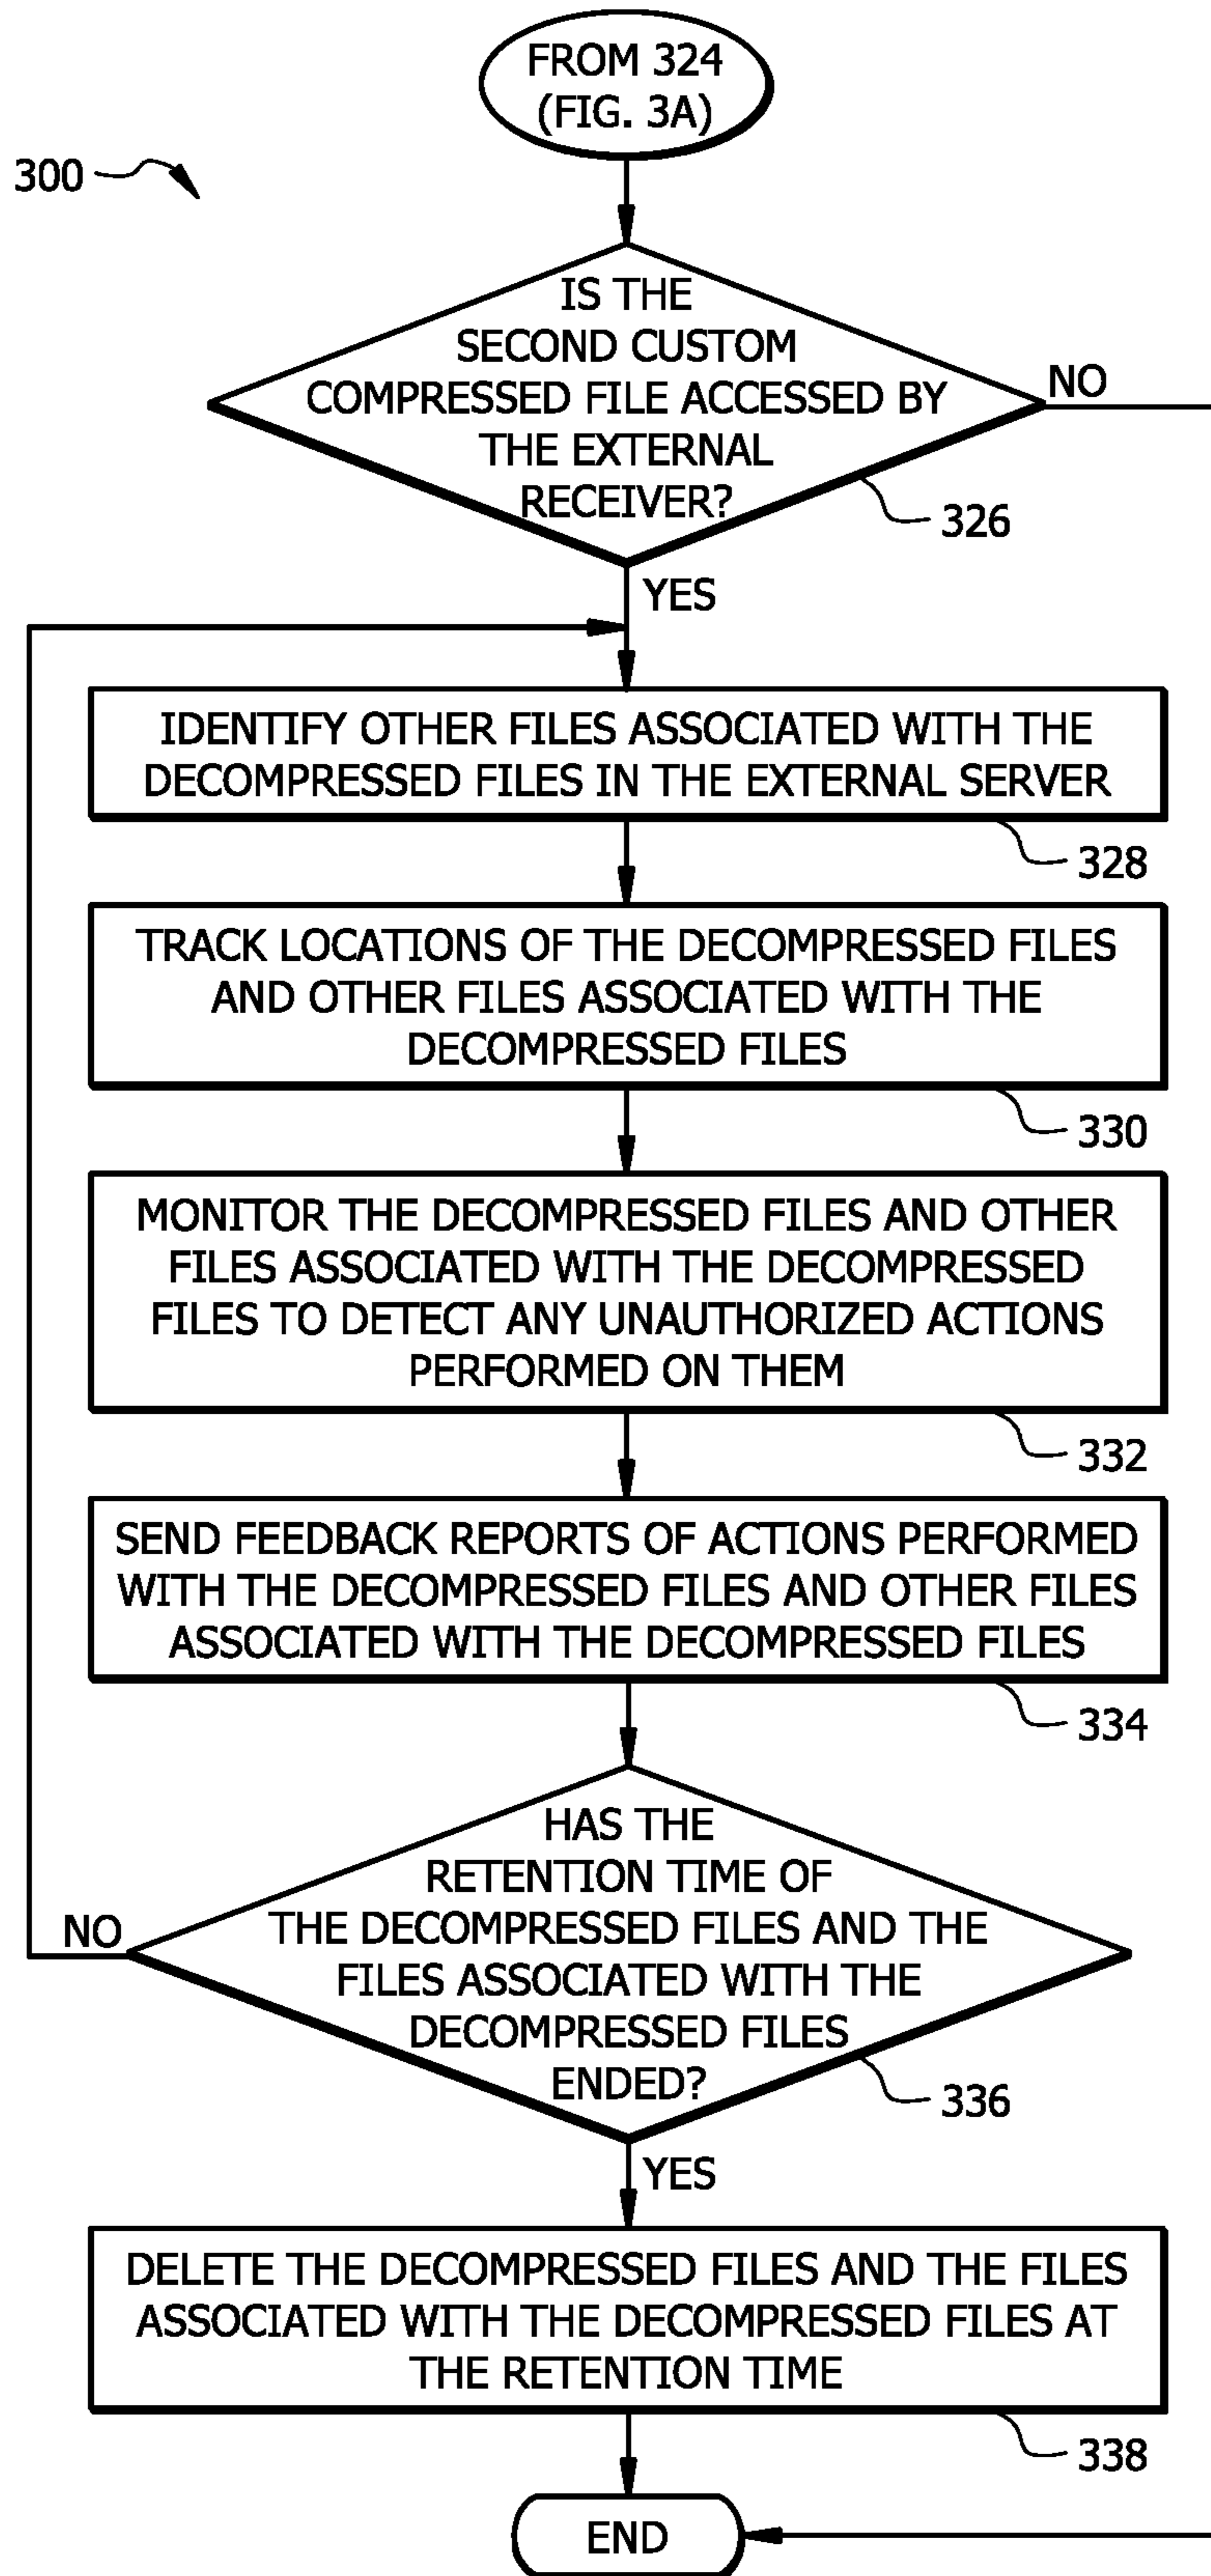 FROM 324
(FIG. 3A)
300
IS THE
SECOND CUSTOM
COMPRESSED FILE ACCESSED BY
THE EXTERNAL
RECEIVER?
NO
326
YES
IDENTIFY OTHER FILES ASSOCIATED WITH THE
DECOMPRESSED FILES IN THE EXTERNAL SERVER
328
TRACK LOCATIONS OF THE DECOMPRESSED FILES
AND OTHER FILES ASSOCIATED WITH THE
DECOMPRESSED FILES
330
MONITOR THE DECOMPRESSED FILES AND OTHER
FILES ASSOCIATED WITH THE DECOMPRESSED
FILES TO DETECT ANY UNAUTHORIZED ACTIONS
PERFORMED ON THEM
332
SEND FEEDBACK REPORTS OF ACTIONS PERFORMED
WITH THE DECOMPRESSED FILES AND OTHER FILES
ASSOCIATED WITH THE DECOMPRESSED FILES
334
HAS THE
RETENTION TIME OF
THE DECOMPRESSED FILES AND THE
FILES ASSOCIATED WITH THE
DECOMPRESSED FILES
ENDED?
NO
336
YES
DELETE THE DECOMPRESSED FILES AND THE FILES
ASSOCIATED WITH THE DECOMPRESSED FILES AT
THE RETENTION TIME
338
END